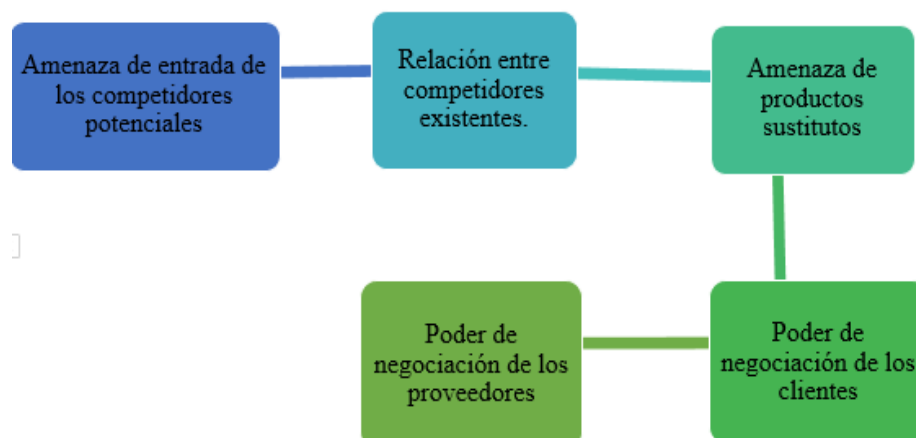 Amenaza de entrada de
los competidores
potenciales
Relación entre
competidores
existentes.
Amenaza de
productos
sustitutos
Poder de
negociación de los
clientes
Poder de
negociación de los
proveedores